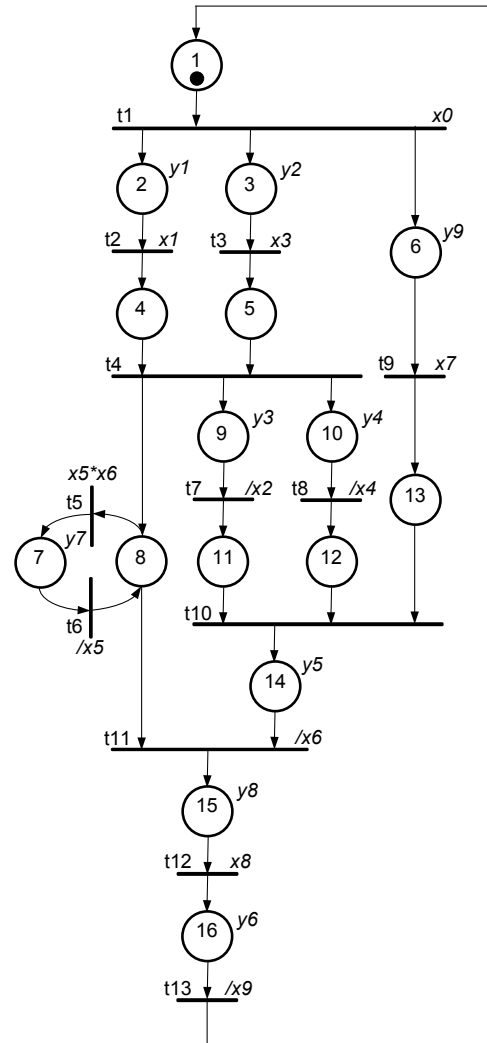 1
t1 x0
2 y1 3 y2
6 y9
t2 x1 t3 x3
4 5
t4 t9 x7
9 y3 10 y4
x5*x6
t5 t7 /x2 t8 /x4 13
7 y7 8 11 12
t6
/x5 t10
14 y5
t11 /x6
15 y8
t12 x8
16 y6
t13 /x9